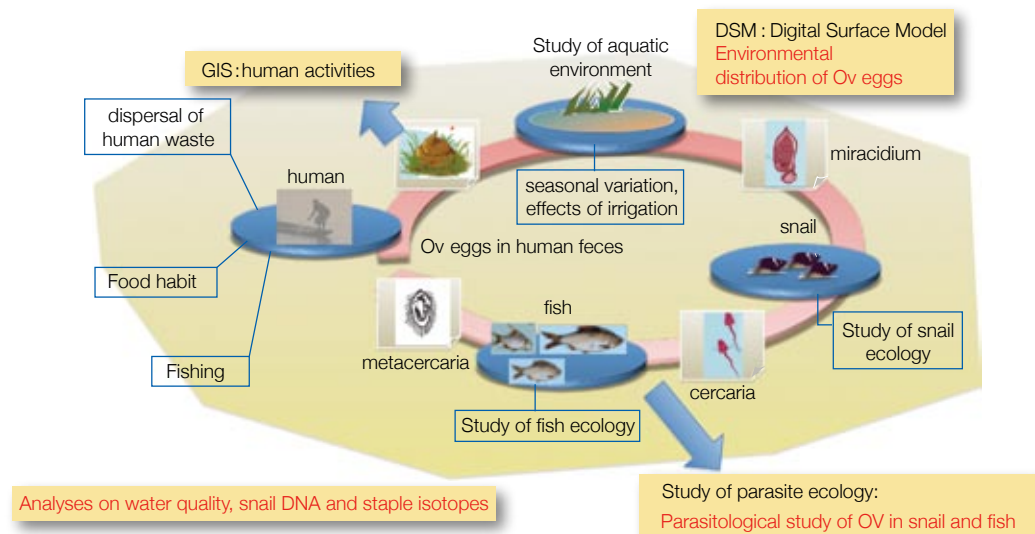 DSM : Digital Surface Model
Environmental
distribution of Ov eggs
Study of aquatic
environment
GIS : human activities
dispersal of
human waste
miracidium
human
seasonal variation,
effects of irrigation
snail
Ov eggs in human feces
Food habit
fish
Study of snail
ecology
metacercaria
Fishing
cercaria
Study of fish ecology
Analyses on water quality, snail DNA and staple isotopes
Study of parasite ecology:
Parasitological study of OV in snail and fish